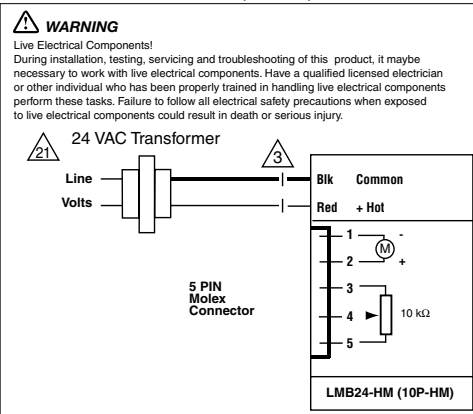 WARNING
Live Electrical Components!
During installation, testing, servicing and troubleshooting of this product, it maybe
necessary to work with live electrical components. Have a qualified licensed electrician
or other individual who has been properly trained in handling live electrical components
perform these tasks. Failure to follow all electrical safety precautions when exposed
to live electrical components could result in death or serious injury.
21 24 VAC Transformer
3
Line
Blk Common
Volts
Red + Hot
1 -
M
2 +
5 PIN
Molex
Connector
3
4 10 kΩ
5
LMB24-HM (10P-HM)